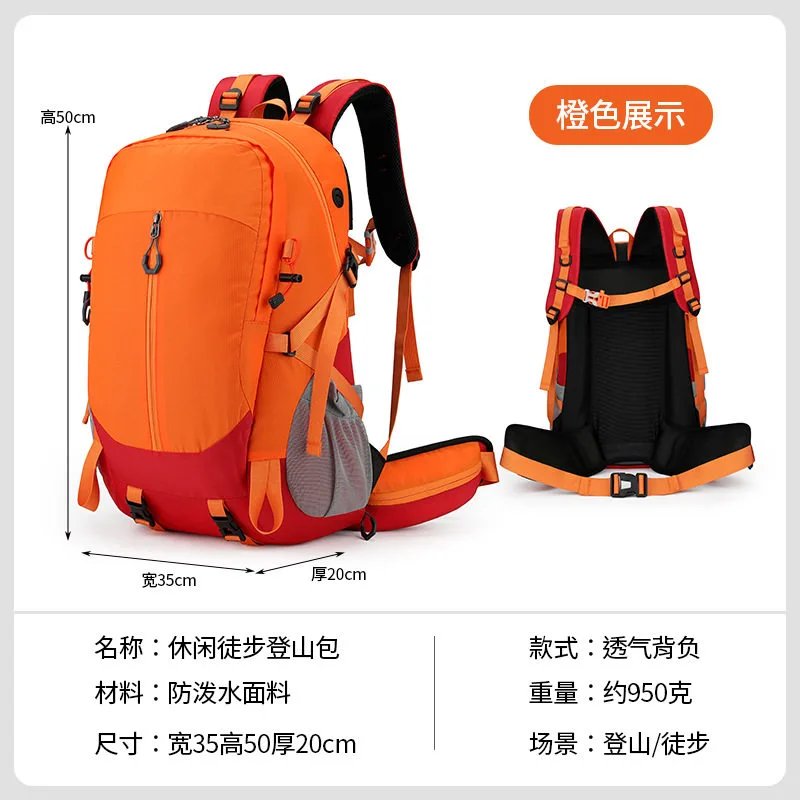 橙色展示
高50cm
宽35cm
厚20cm
名称：休闲徒步登山包
材料：防泼水面料
尺寸：宽35高50厚20cm
款式：透气背负
重量：约950克
场景：登山/徒步